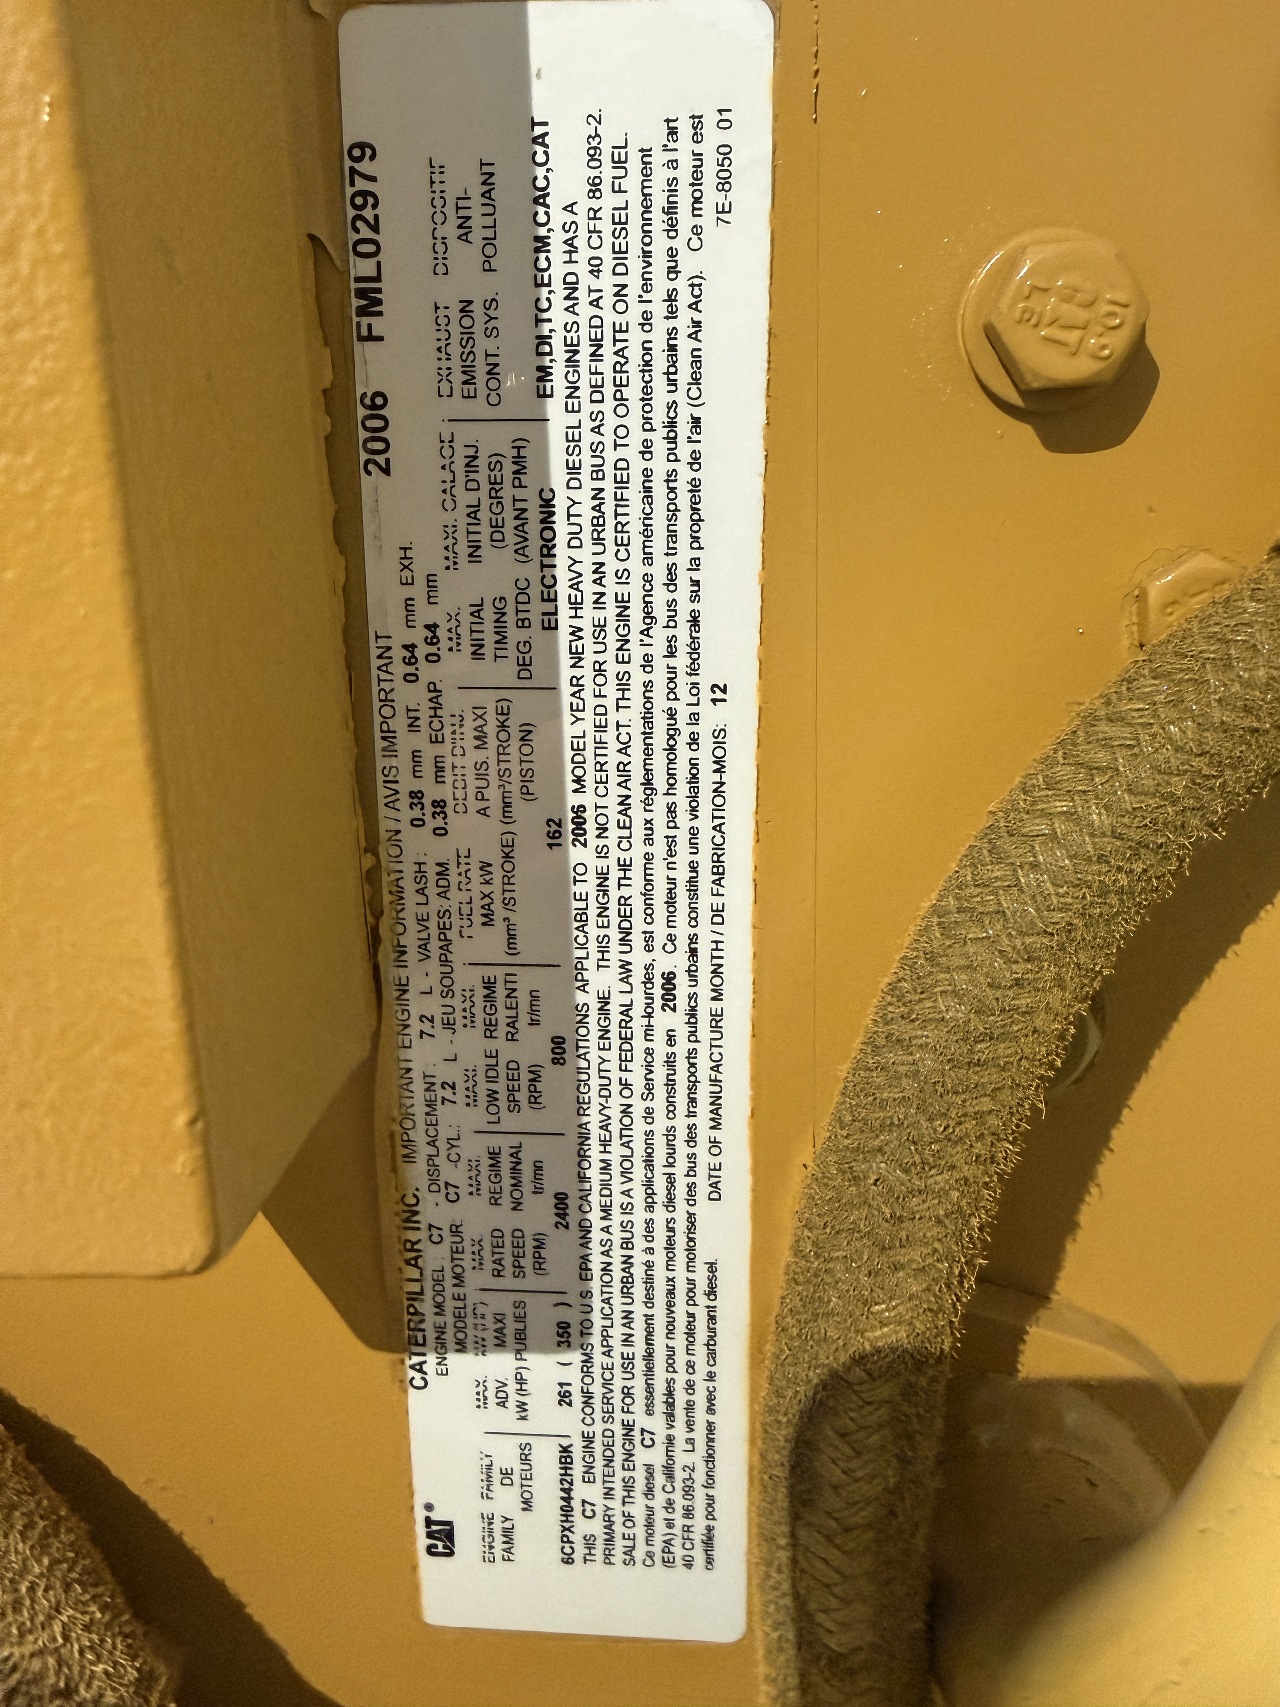 CAT®
CATERPILLAR INC. IMPORTANT ENGINE INFORMATION / AVIS IMPORTANT 2006 FML02979
ENGINE MODEL: C7 - DISPLACEMENT: 7.2 L - VALVE LASH: 0.38 mm INT. 0.64 mm EXH.
MODELE MOTEUR: C7 -CYL.: 7.2 L - JEU SOUPAPES: ADM. 0.38 mm ECHAP. 0.64 mm
ENGINE FAMILY
FAMILY DE
MOTEURS
6CPXH0442HBK
ADV. MAXI
kW (HP) PUBLIES
261 ( 350 )
MAX. MAXI.
RATED REGIME
SPEED NOMINAL
(RPM) tr/mn
2400
MAXI. MAXI.
LOW IDLE REGIME
SPEED RALENTI
(RPM) tr/mn
800
FUEL RATE DEBIT D'INJ.
MAX kW A PUIS. MAXI
(mm³ /STROKE) (mm³/STROKE)
(PISTON)
162
MAX. MAXI. CALAGE
INITIAL INITIAL D'INJ.
TIMING (DEGRES)
DEG. BTDC (AVANT PMH)
ELECTRONIC
EXHAUST DISPOSITIF
EMISSION ANTI-
CONT. SYS. POLLUANT
EM,DI,TC,ECM,CAC,CAT
THIS C7 ENGINE CONFORMS TO U.S. EPA AND CALIFORNIA REGULATIONS APPLICABLE TO 2006 MODEL YEAR NEW HEAVY DUTY DIESEL ENGINES AND HAS A
PRIMARY INTENDED SERVICE APPLICATION AS A MEDIUM HEAVY-DUTY ENGINE. THIS ENGINE IS NOT CERTIFIED FOR USE IN AN URBAN BUS AS DEFINED AT 40 CFR 86.093-2.
SALE OF THIS ENGINE FOR USE IN AN URBAN BUS IS A VIOLATION OF FEDERAL LAW UNDER THE CLEAN AIR ACT. THIS ENGINE IS CERTIFIED TO OPERATE ON DIESEL FUEL.
Ce moteur diesel C7 essentiellement destiné à des applications de Service mi-lourdes, est conforme aux réglementations de l'Agence américaine de protection de l'environnement
(EPA) et de Californie valables pour nouveaux moteurs diesel lourds construits en 2006. Ce moteur n'est pas homologué pour les bus des transports publics urbains tels que définis à l'art
40 CFR 86.093-2. La vente de ce moteur pour motoriser des bus des transports publics urbains constitue une violation de la Loi fédérale sur la propreté de l'air (Clean Air Act). Ce moteur est
certifiée pour fonctionner avec le carburant diesel. DATE OF MANUFACTURE MONTH / DE FABRICATION-MOIS: 12 7E-8050 01
10.9